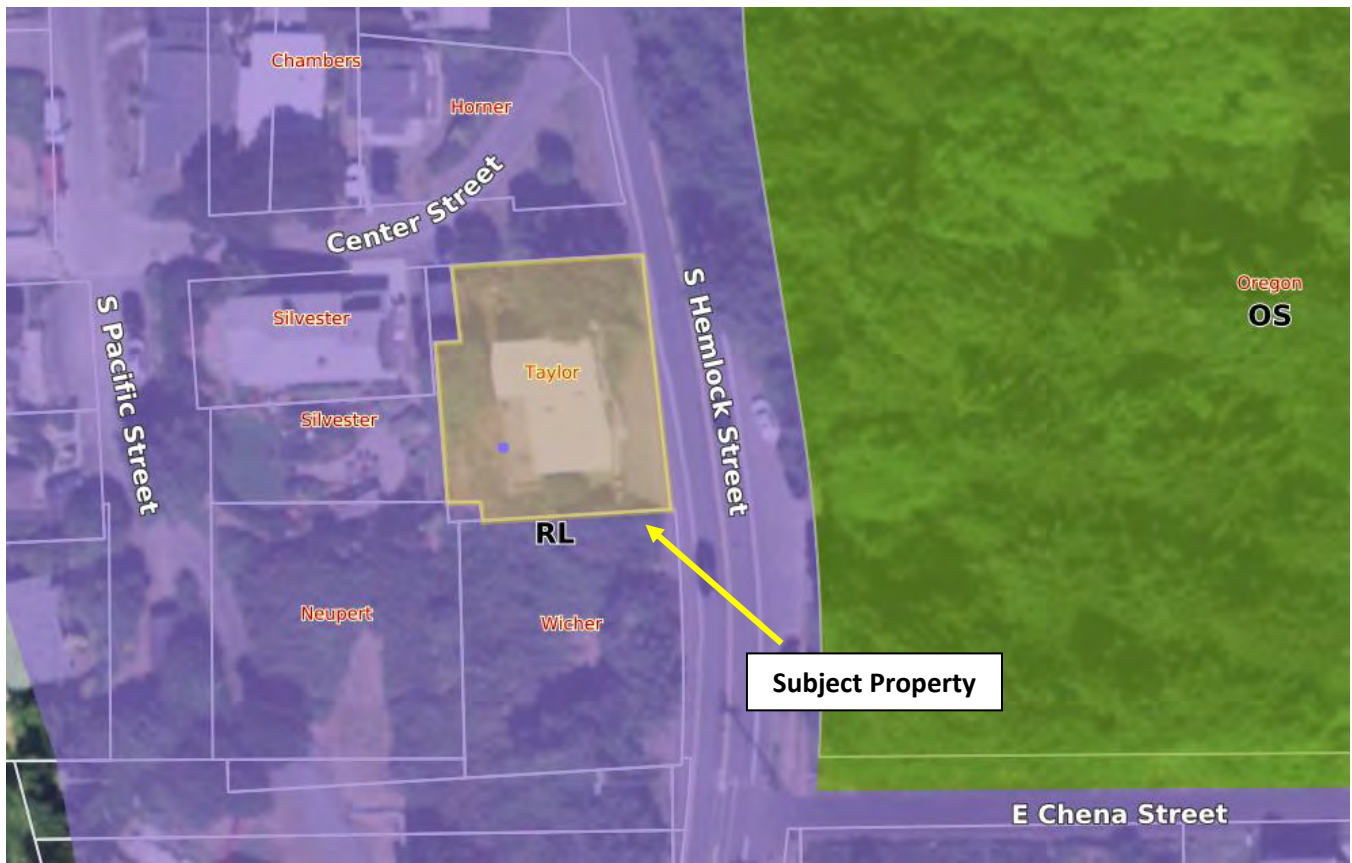 Chambers
Horner
Center Street
Oregon
OS
S Pacific Street
Silvester
S Hemlock Street
Taylor
Silvester
RL
Neupert
Wicher
Subject Property
E Chena Street